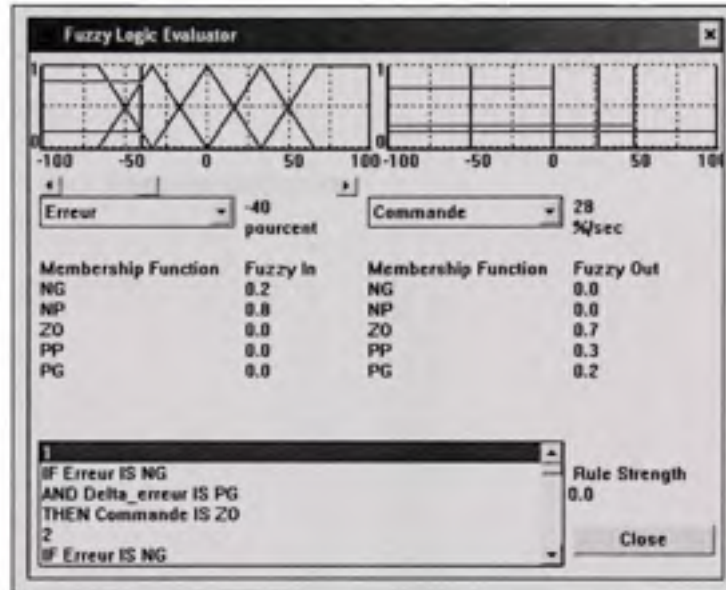 Fuzzy Logic Evaluator
1
0
-100 -50 0 50 100
-100 -50 0 50 100
Erreur
-40
pourcent
Commande
28
%/sec
Membership Function Fuzzy In Membership Function Fuzzy Out
NG 0.2 NG 0.0
NP 0.8 NP 0.0
ZO 0.0 ZO 0.7
PP 0.0 PP 0.3
PG 0.0 PG 0.2
1
IF Erreur IS NG
AND Delta_erreur IS PG
THEN Commande IS ZO
2
IF Erreur IS NG
Rule Strength
0.0
Close